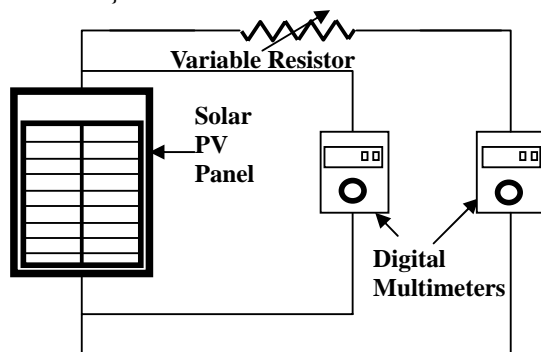 Variable Resistor
Solar
PV
Panel
Digital
Multimeters